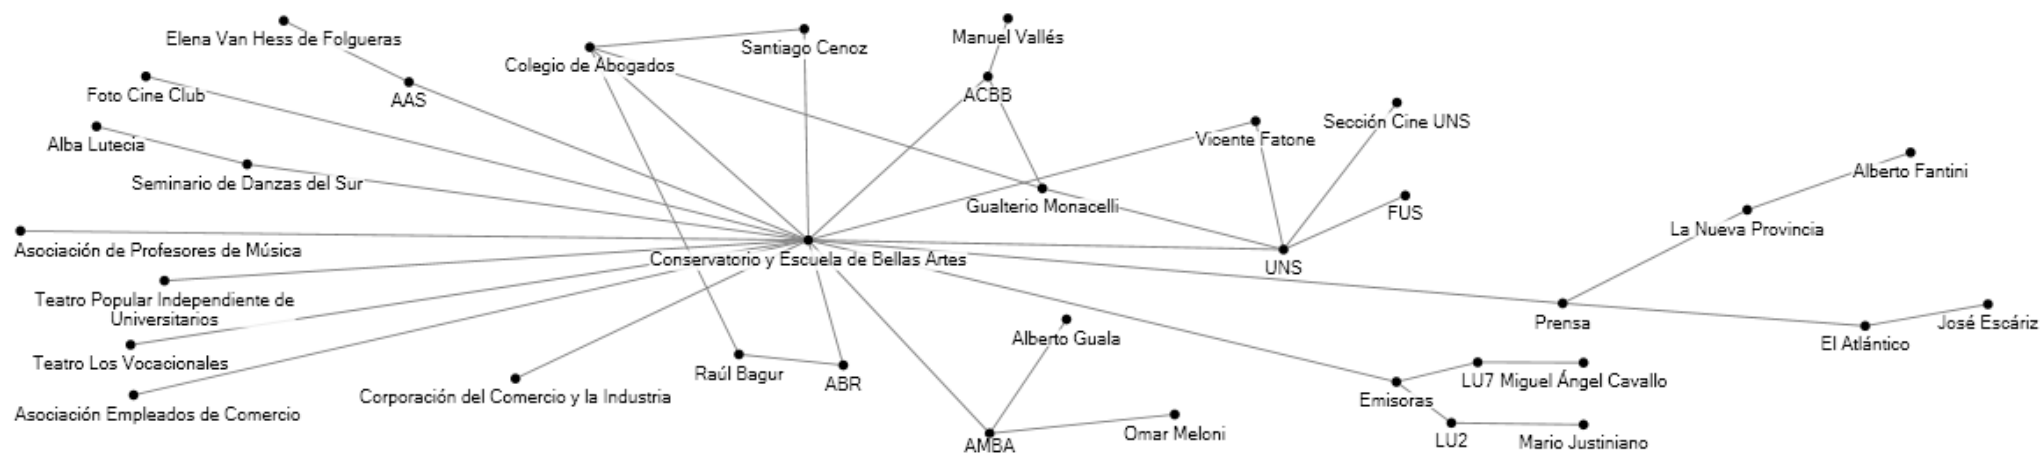 Elena Van Hess de Folgueras
Santiago Cenoz
Manuel Vallés
Colegio de Abogados
Foto Cine Club
AAS
ACBB
Sección Cine UNS
Vicente Fatone
Alba Lutecia
Alberto Fantini
Seminario de Danzas del Sur
Gualterio Monacelli
FUS
La Nueva Provincia
Asociación de Profesores de Música
Conservatorio y Escuela de Bellas Artes
UNS
Teatro Popular Independiente de
Universitarios
Prensa
José Escáriz
Alberto Guala
El Atlántico
Teatro Los Vocacionales
Raúl Bagur
ABR
LU7 Miguel Ángel Cavallo
Corporación del Comercio y la Industria
Emisoras
Asociación Empleados de Comercio
Omar Meloni
AMBA
LU2
Mario Justiniano